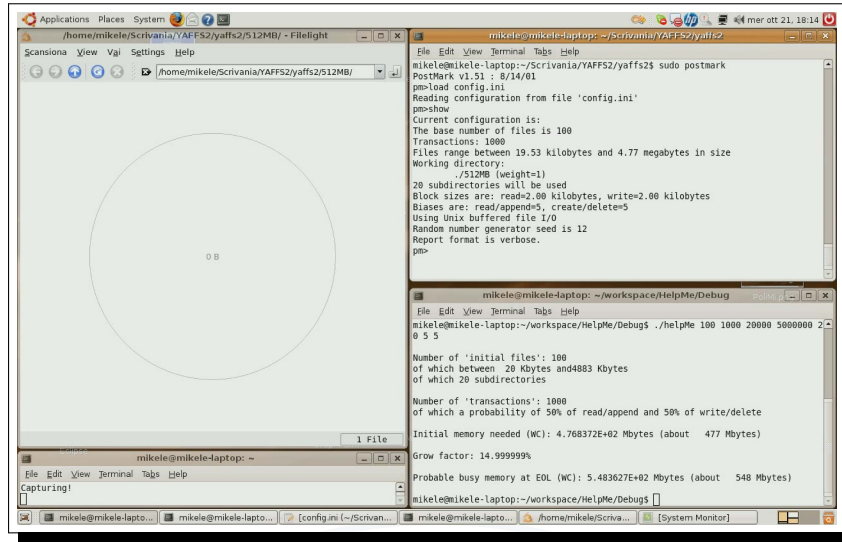 Applications Places System
mer ott 21, 18:14
/home/mikele/Scrivania/YAFFS2/yaffs2/512MB/ - Filelight
Scansiona View Vai Settings Help
/home/mikele/Scrivania/YAFFS2/yaffs2/512MB/
0 B
1 File
mikele@mikele-laptop: ~
File Edit View Terminal Tabs Help
Capturing!
mikele@mikele-laptop: ~/Scrivania/YAFFS2/yaffs2
File Edit View Terminal Tabs Help
mikele@mikele-laptop:~/Scrivania/YAFFS2/yaffs2$ sudo postmark
PostMark v1.51 : 8/14/01
pm>load config.ini
Reading configuration from file 'config.ini'
pm>show
Current configuration is:
The base number of files is 100
Transactions: 1000
Files range between 19.53 kilobytes and 4.77 megabytes in size
Working directory:
./512MB (weight=1)
20 subdirectories will be used
Block sizes are: read=2.00 kilobytes, write=2.00 kilobytes
Biases are: read/append=5, create/delete=5
Using Unix buffered file I/O
Random number generator seed is 12
Report format is verbose.
pm>
mikele@mikele-laptop: ~/workspace/HelpMe/Debug
File Edit View Terminal Tabs Help
mikele@mikele-laptop:~/workspace/HelpMe/Debug$ ./helpMe 100 1000 20000 5000000 2
0 5 5
Number of 'initial files': 100
of which between  20 Kbytes and4883 Kbytes
of which 20 subdirectories
Number of 'transactions': 1000
of which a probability of 50% of read/append and 50% of write/delete
Initial memory needed (WC): 4.768372E+02 Mbytes (about   477 Mbytes)
Grow factor: 14.999999%
Probable busy memory at EOL (WC): 5.483627E+02 Mbytes (about   548 Mbytes)
mikele@mikele-laptop:~/workspace/HelpMe/Debug$
mikele@mikele-lapto... mikele@mikele-lapto... [config.ini (~/Scrivan... mikele@mikele-lapto... /home/mikele/Scriva... [System Monitor]